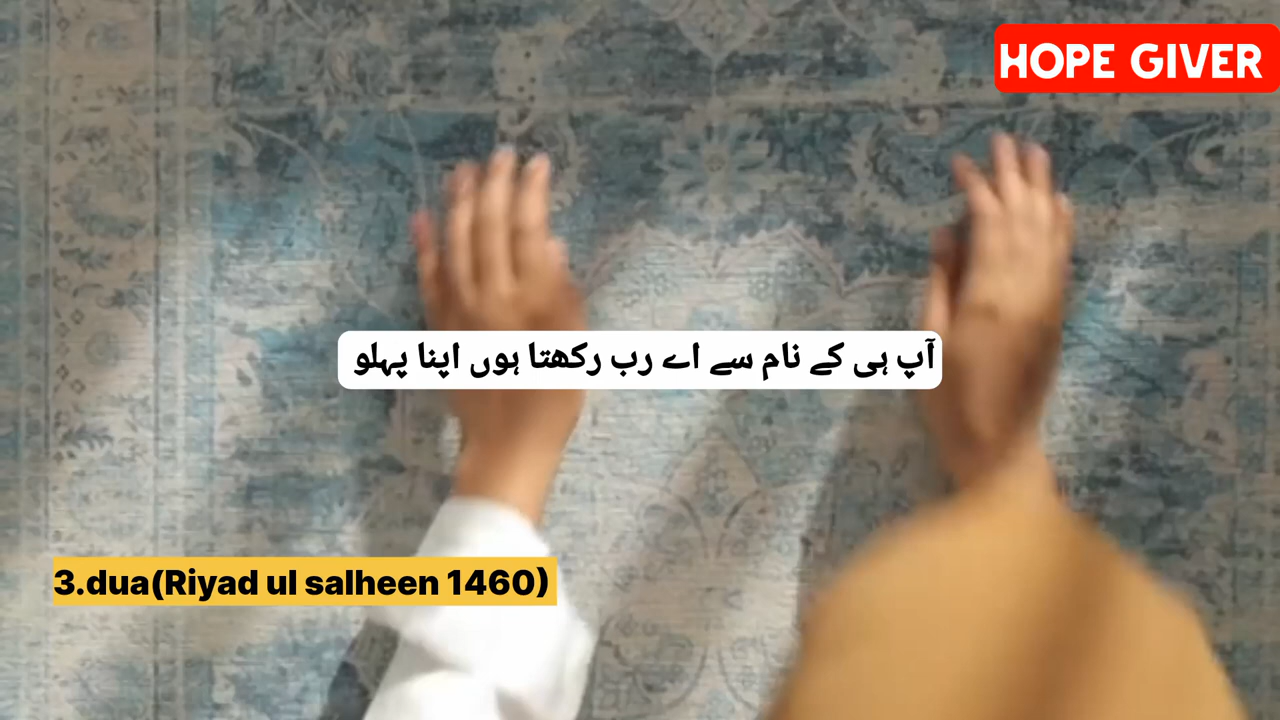 HOPE GIVER
آپ ہی کے نام سے اے رب رکھتا ہوں اپنا پہلو
3.dua(Riyad ul salheen 1460)